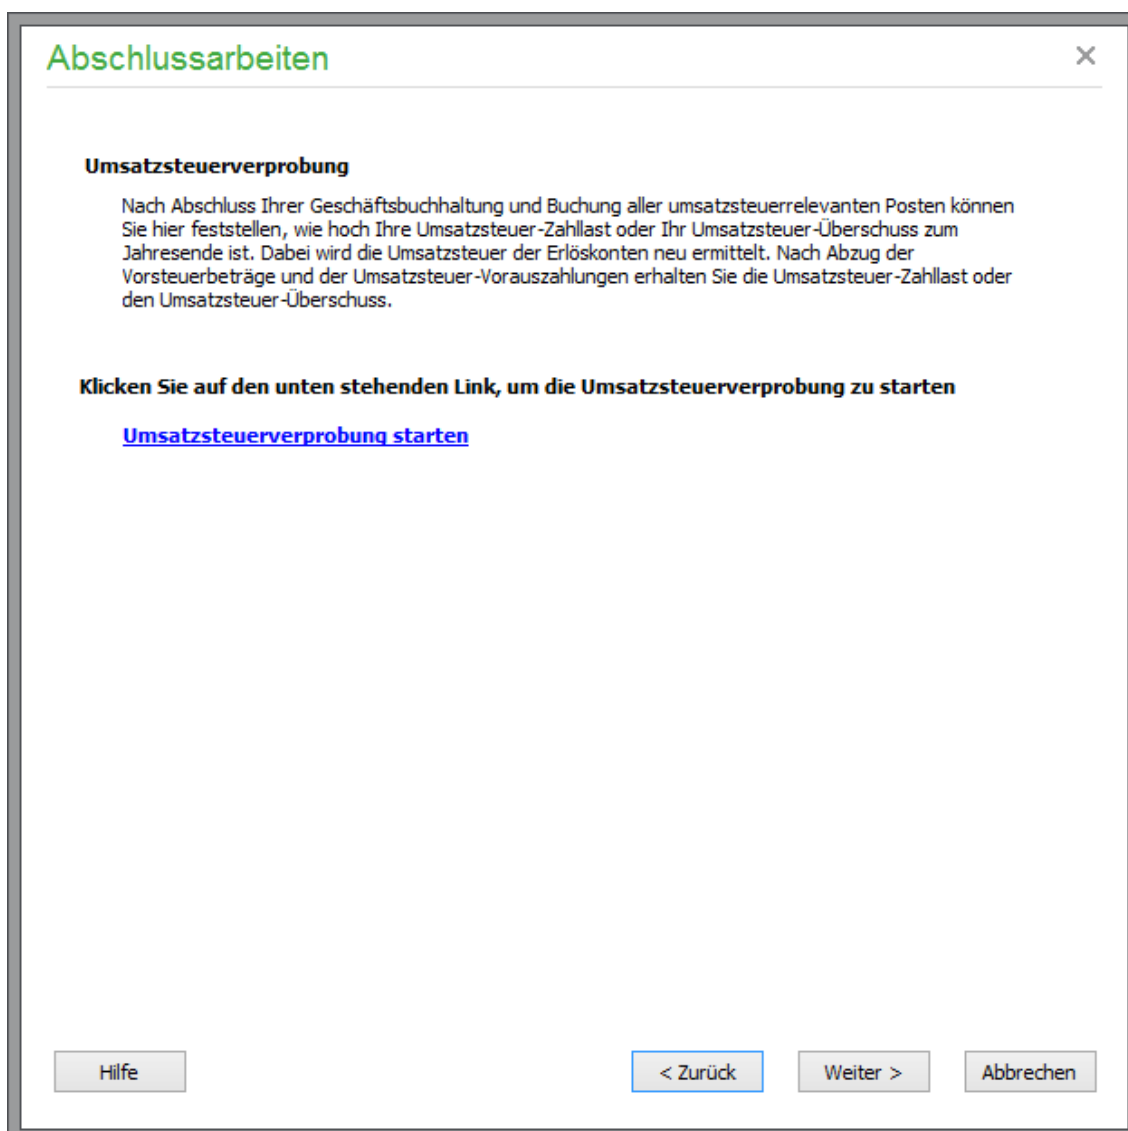 Abschlussarbeiten
Umsatzsteuerverprobung
Nach Abschluss Ihrer Geschäftsbuchhaltung und Buchung aller umsatzsteuerrelevanten Posten können
Sie hier feststellen, wie hoch Ihre Umsatzsteuer-Zahllast oder Ihr Umsatzsteuer-Überschuss zum
Jahresende ist. Dabei wird die Umsatzsteuer der Erlöskonten neu ermittelt. Nach Abzug der
Vorsteuerbeträge und der Umsatzsteuer-Vorauszahlungen erhalten Sie die Umsatzsteuer-Zahllast oder
den Umsatzsteuer-Überschuss.
Klicken Sie auf den unten stehenden Link, um die Umsatzsteuerverprobung zu starten
Umsatzsteuerverprobung starten
Hilfe < Zurück Weiter > Abbrechen